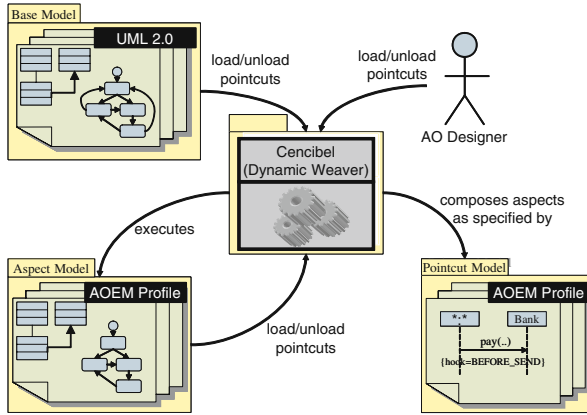 Base Model
UML 2.0
load/unload
pointcuts
load/unload
pointcuts
AO Designer
Cencibel
(Dynamic Weaver)
executes
composes aspects
as specified by
Aspect Model
AOEM Profile
load/unload
pointcuts
Pointcut Model
AOEM Profile
*.*
Bank
pay(..)
{hook=BEFORE_SEND}